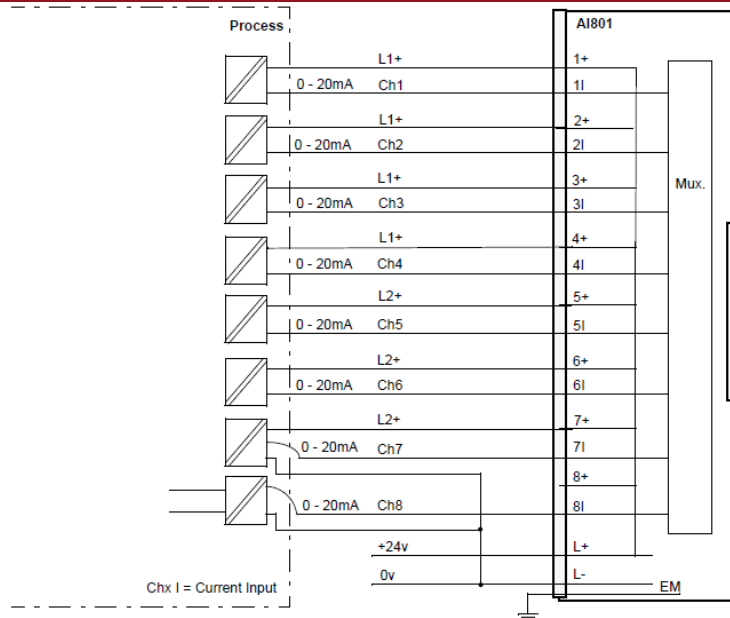 Process
AI801
L1+
1+
0 - 20mA
Ch1
1I
L1+
2+
0 - 20mA
Ch2
2I
L1+
3+
0 - 20mA
Ch3
3I
Mux.
L1+
4+
0 - 20mA
Ch4
4I
L2+
5+
0 - 20mA
Ch5
5I
L2+
6+
0 - 20mA
Ch6
6I
L2+
7+
0 - 20mA
Ch7
7I
8+
0 - 20mA
Ch8
8I
+24v
L+
0v
L-
Chx I = Current Input
EM